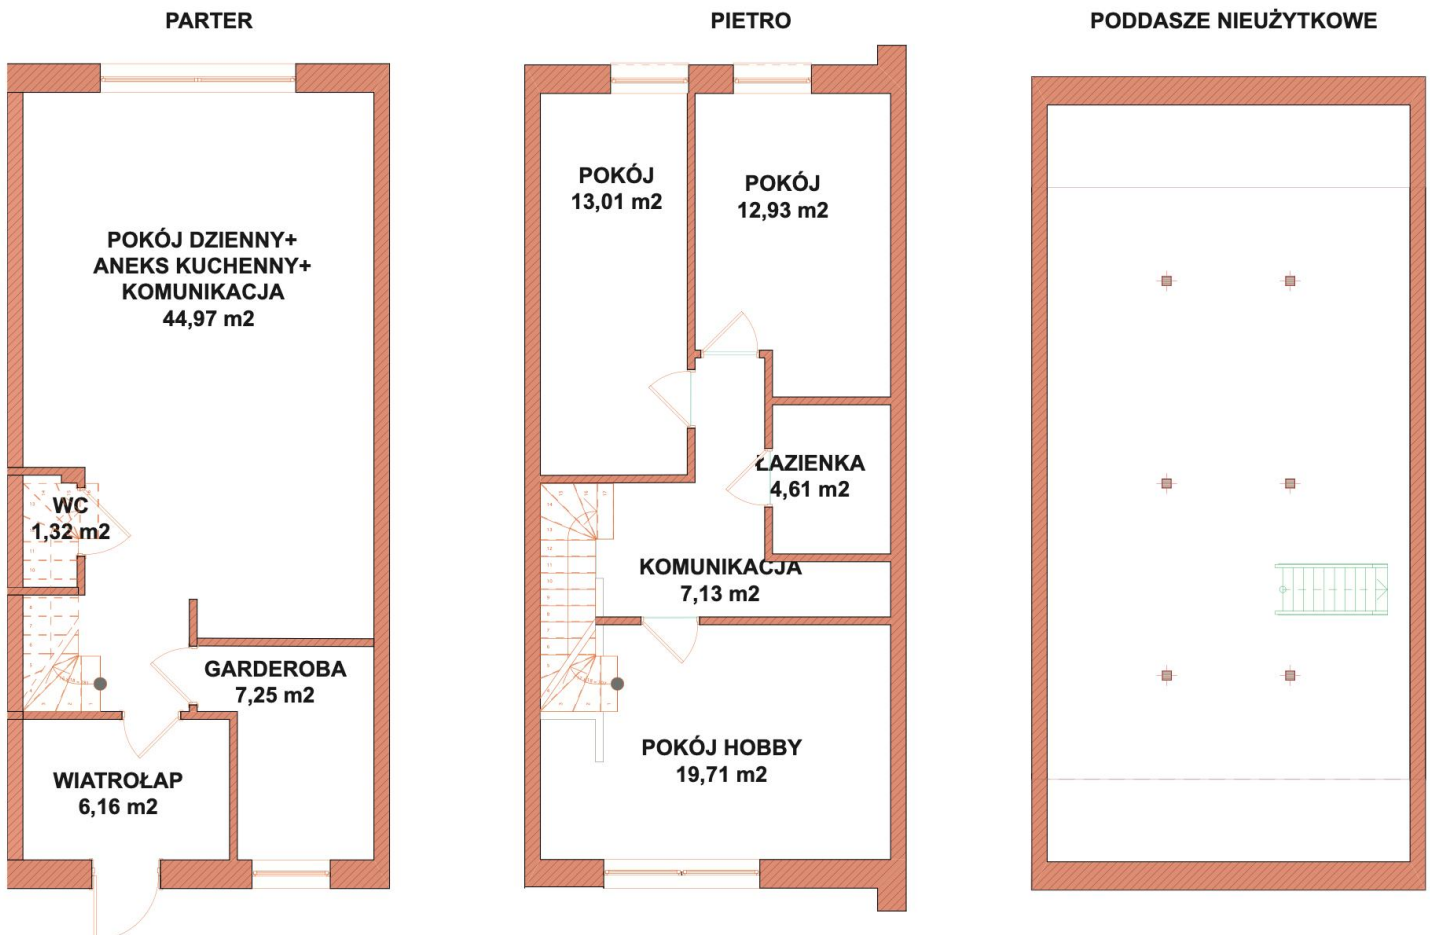 PARTER
POKÓJ DZIENNY+
ANEKS KUCHENNY+
KOMUNIKACJA
44,97 m2
WC
1,32 m2
GARDEROBA
7,25 m2
WIATROŁAP
6,16 m2
PIETRO
POKÓJ
13,01 m2
POKÓJ
12,93 m2
ŁAZIENKA
4,61 m2
KOMUNIKACJA
7,13 m2
POKÓJ HOBBY
19,71 m2
PODDASZE NIEUŻYTKOWE